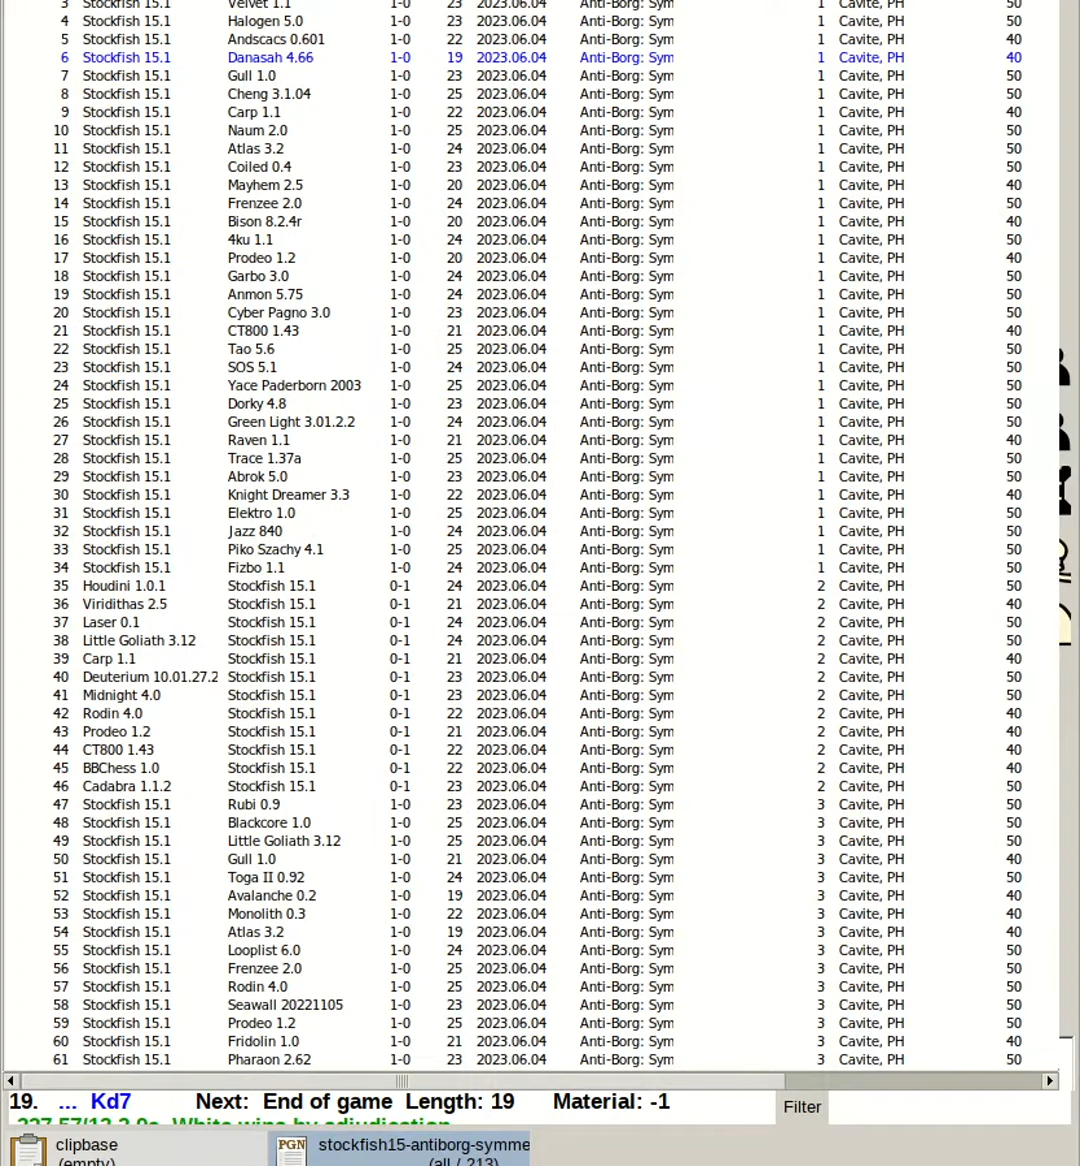 3 Stockfish 15.1 Velvet 1.1 1-0 23 2023.06.04 Anti-Borg: Sym 1 Cavite, PH 50
4 Stockfish 15.1 Halogen 5.0 1-0 23 2023.06.04 Anti-Borg: Sym 1 Cavite, PH 50
5 Stockfish 15.1 Andscacs 0.601 1-0 22 2023.06.04 Anti-Borg: Sym 1 Cavite, PH 40
6 Stockfish 15.1 Danasah 4.66 1-0 19 2023.06.04 Anti-Borg: Sym 1 Cavite, PH 40
7 Stockfish 15.1 Gull 1.0 1-0 23 2023.06.04 Anti-Borg: Sym 1 Cavite, PH 50
8 Stockfish 15.1 Cheng 3.1.04 1-0 25 2023.06.04 Anti-Borg: Sym 1 Cavite, PH 50
9 Stockfish 15.1 Carp 1.1 1-0 22 2023.06.04 Anti-Borg: Sym 1 Cavite, PH 40
10 Stockfish 15.1 Naum 2.0 1-0 25 2023.06.04 Anti-Borg: Sym 1 Cavite, PH 50
11 Stockfish 15.1 Atlas 3.2 1-0 24 2023.06.04 Anti-Borg: Sym 1 Cavite, PH 50
12 Stockfish 15.1 Coiled 0.4 1-0 23 2023.06.04 Anti-Borg: Sym 1 Cavite, PH 50
13 Stockfish 15.1 Mayhem 2.5 1-0 20 2023.06.04 Anti-Borg: Sym 1 Cavite, PH 40
14 Stockfish 15.1 Frenzee 2.0 1-0 24 2023.06.04 Anti-Borg: Sym 1 Cavite, PH 50
15 Stockfish 15.1 Bison 8.2.4r 1-0 20 2023.06.04 Anti-Borg: Sym 1 Cavite, PH 40
16 Stockfish 15.1 4ku 1.1 1-0 24 2023.06.04 Anti-Borg: Sym 1 Cavite, PH 50
17 Stockfish 15.1 Prodeo 1.2 1-0 20 2023.06.04 Anti-Borg: Sym 1 Cavite, PH 40
18 Stockfish 15.1 Garbo 3.0 1-0 24 2023.06.04 Anti-Borg: Sym 1 Cavite, PH 50
19 Stockfish 15.1 Anmon 5.75 1-0 24 2023.06.04 Anti-Borg: Sym 1 Cavite, PH 50
20 Stockfish 15.1 Cyber Pagno 3.0 1-0 23 2023.06.04 Anti-Borg: Sym 1 Cavite, PH 50
21 Stockfish 15.1 CT800 1.43 1-0 21 2023.06.04 Anti-Borg: Sym 1 Cavite, PH 40
22 Stockfish 15.1 Tao 5.6 1-0 25 2023.06.04 Anti-Borg: Sym 1 Cavite, PH 50
23 Stockfish 15.1 SOS 5.1 1-0 24 2023.06.04 Anti-Borg: Sym 1 Cavite, PH 50
24 Stockfish 15.1 Yace Paderborn 2003 1-0 25 2023.06.04 Anti-Borg: Sym 1 Cavite, PH 50
25 Stockfish 15.1 Dorky 4.8 1-0 23 2023.06.04 Anti-Borg: Sym 1 Cavite, PH 50
26 Stockfish 15.1 Green Light 3.01.2.2 1-0 24 2023.06.04 Anti-Borg: Sym 1 Cavite, PH 50
27 Stockfish 15.1 Raven 1.1 1-0 21 2023.06.04 Anti-Borg: Sym 1 Cavite, PH 40
28 Stockfish 15.1 Trace 1.37a 1-0 25 2023.06.04 Anti-Borg: Sym 1 Cavite, PH 50
29 Stockfish 15.1 Abrok 5.0 1-0 23 2023.06.04 Anti-Borg: Sym 1 Cavite, PH 50
30 Stockfish 15.1 Knight Dreamer 3.3 1-0 22 2023.06.04 Anti-Borg: Sym 1 Cavite, PH 40
31 Stockfish 15.1 Elektro 1.0 1-0 25 2023.06.04 Anti-Borg: Sym 1 Cavite, PH 50
32 Stockfish 15.1 Jazz 840 1-0 24 2023.06.04 Anti-Borg: Sym 1 Cavite, PH 50
33 Stockfish 15.1 Piko Szachy 4.1 1-0 25 2023.06.04 Anti-Borg: Sym 1 Cavite, PH 50
34 Stockfish 15.1 Fizbo 1.1 1-0 24 2023.06.04 Anti-Borg: Sym 1 Cavite, PH 50
35 Houdini 1.0.1 Stockfish 15.1 0-1 24 2023.06.04 Anti-Borg: Sym 2 Cavite, PH 50
36 Viridithas 2.5 Stockfish 15.1 0-1 21 2023.06.04 Anti-Borg: Sym 2 Cavite, PH 40
37 Laser 0.1 Stockfish 15.1 0-1 24 2023.06.04 Anti-Borg: Sym 2 Cavite, PH 50
38 Little Goliath 3.12 Stockfish 15.1 0-1 24 2023.06.04 Anti-Borg: Sym 2 Cavite, PH 50
39 Carp 1.1 Stockfish 15.1 0-1 21 2023.06.04 Anti-Borg: Sym 2 Cavite, PH 40
40 Deuterium 10.01.27.2 Stockfish 15.1 0-1 23 2023.06.04 Anti-Borg: Sym 2 Cavite, PH 50
41 Midnight 4.0 Stockfish 15.1 0-1 23 2023.06.04 Anti-Borg: Sym 2 Cavite, PH 50
42 Rodin 4.0 Stockfish 15.1 0-1 22 2023.06.04 Anti-Borg: Sym 2 Cavite, PH 40
43 Prodeo 1.2 Stockfish 15.1 0-1 21 2023.06.04 Anti-Borg: Sym 2 Cavite, PH 40
44 CT800 1.43 Stockfish 15.1 0-1 22 2023.06.04 Anti-Borg: Sym 2 Cavite, PH 40
45 BBChess 1.0 Stockfish 15.1 0-1 22 2023.06.04 Anti-Borg: Sym 2 Cavite, PH 40
46 Cadabra 1.1.2 Stockfish 15.1 0-1 23 2023.06.04 Anti-Borg: Sym 2 Cavite, PH 50
47 Stockfish 15.1 Rubi 0.9 1-0 23 2023.06.04 Anti-Borg: Sym 3 Cavite, PH 50
48 Stockfish 15.1 Blackcore 1.0 1-0 25 2023.06.04 Anti-Borg: Sym 3 Cavite, PH 50
49 Stockfish 15.1 Little Goliath 3.12 1-0 25 2023.06.04 Anti-Borg: Sym 3 Cavite, PH 50
50 Stockfish 15.1 Gull 1.0 1-0 21 2023.06.04 Anti-Borg: Sym 3 Cavite, PH 40
51 Stockfish 15.1 Toga II 0.92 1-0 24 2023.06.04 Anti-Borg: Sym 3 Cavite, PH 50
52 Stockfish 15.1 Avalanche 0.2 1-0 19 2023.06.04 Anti-Borg: Sym 3 Cavite, PH 40
53 Stockfish 15.1 Monolith 0.3 1-0 22 2023.06.04 Anti-Borg: Sym 3 Cavite, PH 40
54 Stockfish 15.1 Atlas 3.2 1-0 19 2023.06.04 Anti-Borg: Sym 3 Cavite, PH 40
55 Stockfish 15.1 Looplist 6.0 1-0 24 2023.06.04 Anti-Borg: Sym 3 Cavite, PH 50
56 Stockfish 15.1 Frenzee 2.0 1-0 25 2023.06.04 Anti-Borg: Sym 3 Cavite, PH 50
57 Stockfish 15.1 Rodin 4.0 1-0 25 2023.06.04 Anti-Borg: Sym 3 Cavite, PH 50
58 Stockfish 15.1 Seawall 20221105 1-0 23 2023.06.04 Anti-Borg: Sym 3 Cavite, PH 50
59 Stockfish 15.1 Prodeo 1.2 1-0 25 2023.06.04 Anti-Borg: Sym 3 Cavite, PH 50
60 Stockfish 15.1 Fridolin 1.0 1-0 21 2023.06.04 Anti-Borg: Sym 3 Cavite, PH 40
61 Stockfish 15.1 Pharaon 2.62 1-0 23 2023.06.04 Anti-Borg: Sym 3 Cavite, PH 50
19. ... Kd7 Next: End of game Length: 19 Material: -1
Filter
White wins by adjudication
clipbase
PGN stockfish15-antiborg-symme
(empty)
(all / 213)